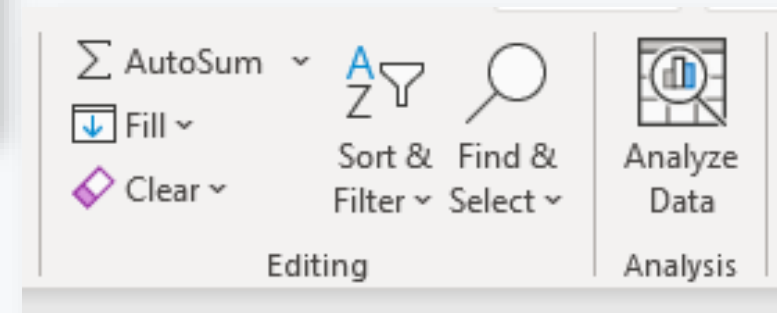 AutoSum
Fill
Clear
Sort &
Filter
Find &
Select
Editing
Analyze
Data
Analysis